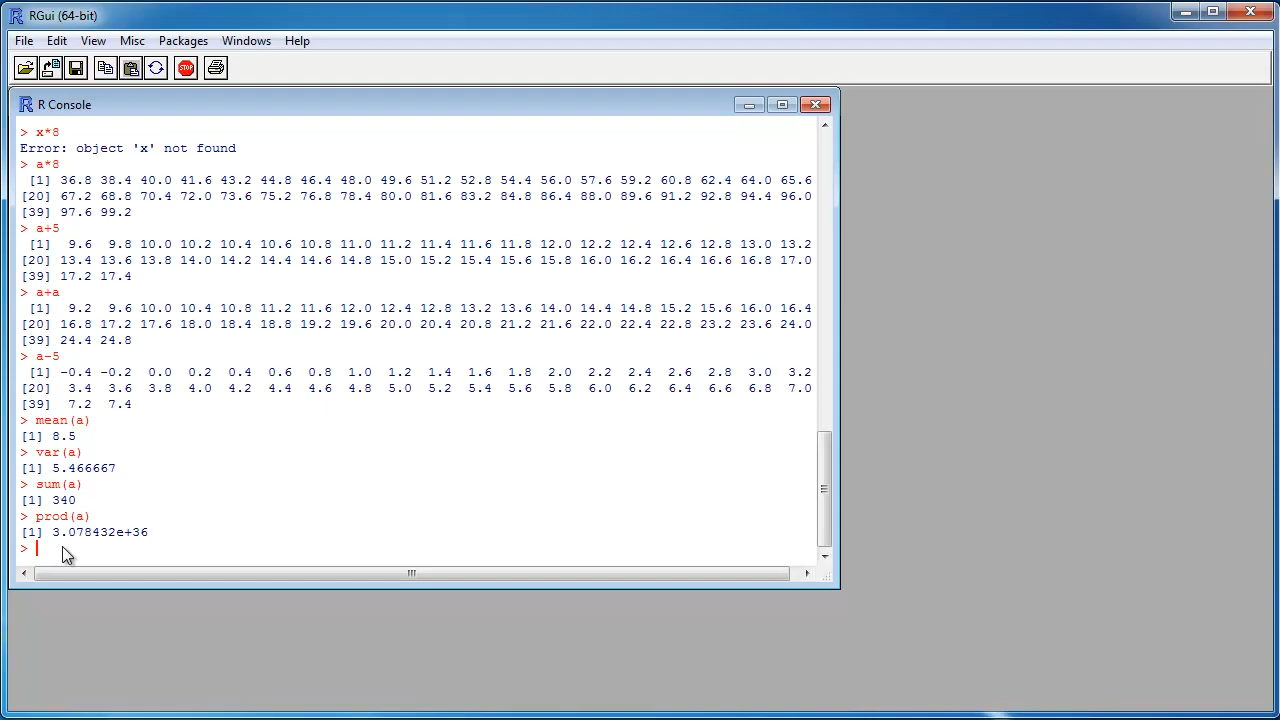 RGui (64-bit)
File Edit View Misc Packages Windows Help
STOP
R Console
> x*8
Error: object 'x' not found
> a*8
[1] 36.8 38.4 40.0 41.6 43.2 44.8 46.4 48.0 49.6 51.2 52.8 54.4 56.0 57.6 59.2 60.8 62.4 64.0 65.6
[20] 67.2 68.8 70.4 72.0 73.6 75.2 76.8 78.4 80.0 81.6 83.2 84.8 86.4 88.0 89.6 91.2 92.8 94.4 96.0
[39] 97.6 99.2
> a+5
[1] 9.6 9.8 10.0 10.2 10.4 10.6 10.8 11.0 11.2 11.4 11.6 11.8 12.0 12.2 12.4 12.6 12.8 13.0 13.2
[20] 13.4 13.6 13.8 14.0 14.2 14.4 14.6 14.8 15.0 15.2 15.4 15.6 15.8 16.0 16.2 16.4 16.6 16.8 17.0
[39] 17.2 17.4
> a+a
[1] 9.2 9.6 10.0 10.4 10.8 11.2 11.6 12.0 12.4 12.8 13.2 13.6 14.0 14.4 14.8 15.2 15.6 16.0 16.4
[20] 16.8 17.2 17.6 18.0 18.4 18.8 19.2 19.6 20.0 20.4 20.8 21.2 21.6 22.0 22.4 22.8 23.2 23.6 24.0
[39] 24.4 24.8
> a-5
[1] -0.4 -0.2 0.0 0.2 0.4 0.6 0.8 1.0 1.2 1.4 1.6 1.8 2.0 2.2 2.4 2.6 2.8 3.0 3.2
[20] 3.4 3.6 3.8 4.0 4.2 4.4 4.6 4.8 5.0 5.2 5.4 5.6 5.8 6.0 6.2 6.4 6.6 6.8 7.0
[39] 7.2 7.4
> mean(a)
[1] 8.5
> var(a)
[1] 5.466667
> sum(a)
[1] 340
> prod(a)
[1] 3.078432e+36
>